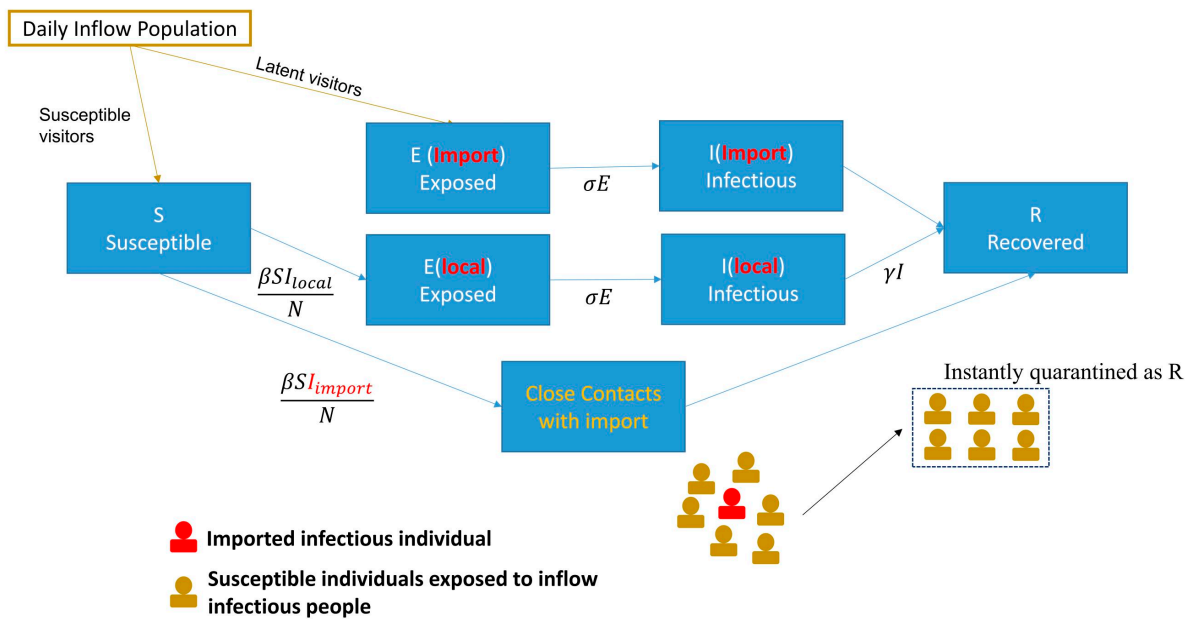 Daily Inflow Population
Latent visitors
Susceptible
visitors
E (Import)
Exposed
σE
I(Import)
Infectious
S
Susceptible
R
Recovered
E(local)
Exposed
σE
I(local)
Infectious
γI
βSI_local
N
βSI_import
N
Close Contacts
with import
Instantly quarantined as R
Imported infectious individual
Susceptible individuals exposed to inflow
infectious people